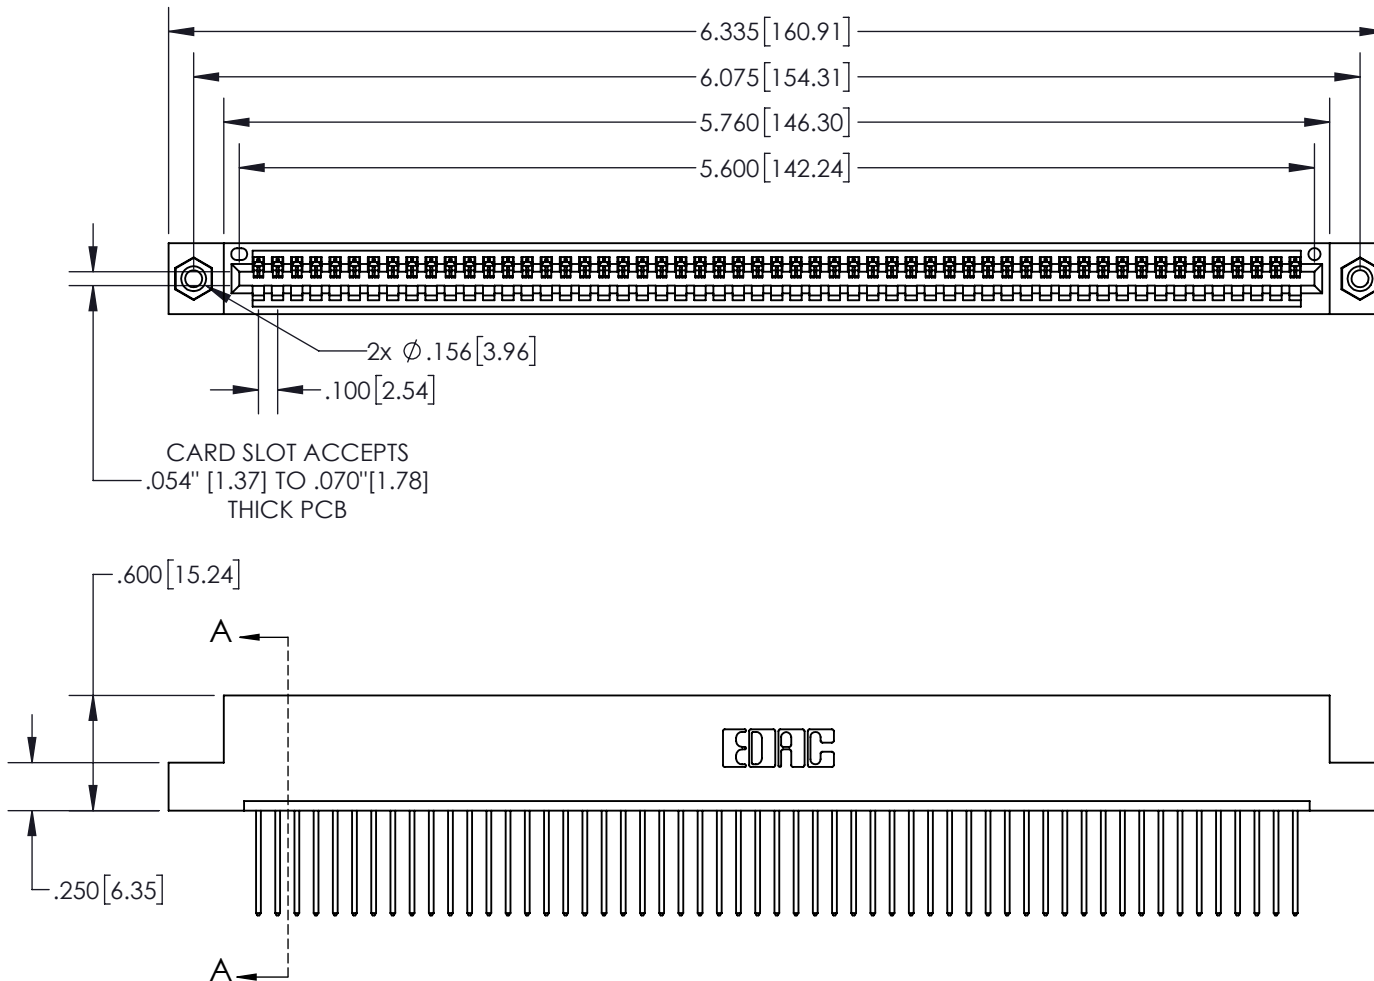 6.335[160.91]
6.075[154.31]
5.760[146.30]
5.600[142.24]
2x Ø.156[3.96]
.100[2.54]
CARD SLOT ACCEPTS
.054" [1.37] TO .070"[1.78]
THICK PCB
.600[15.24]
A
EDAC
.250[6.35]
A